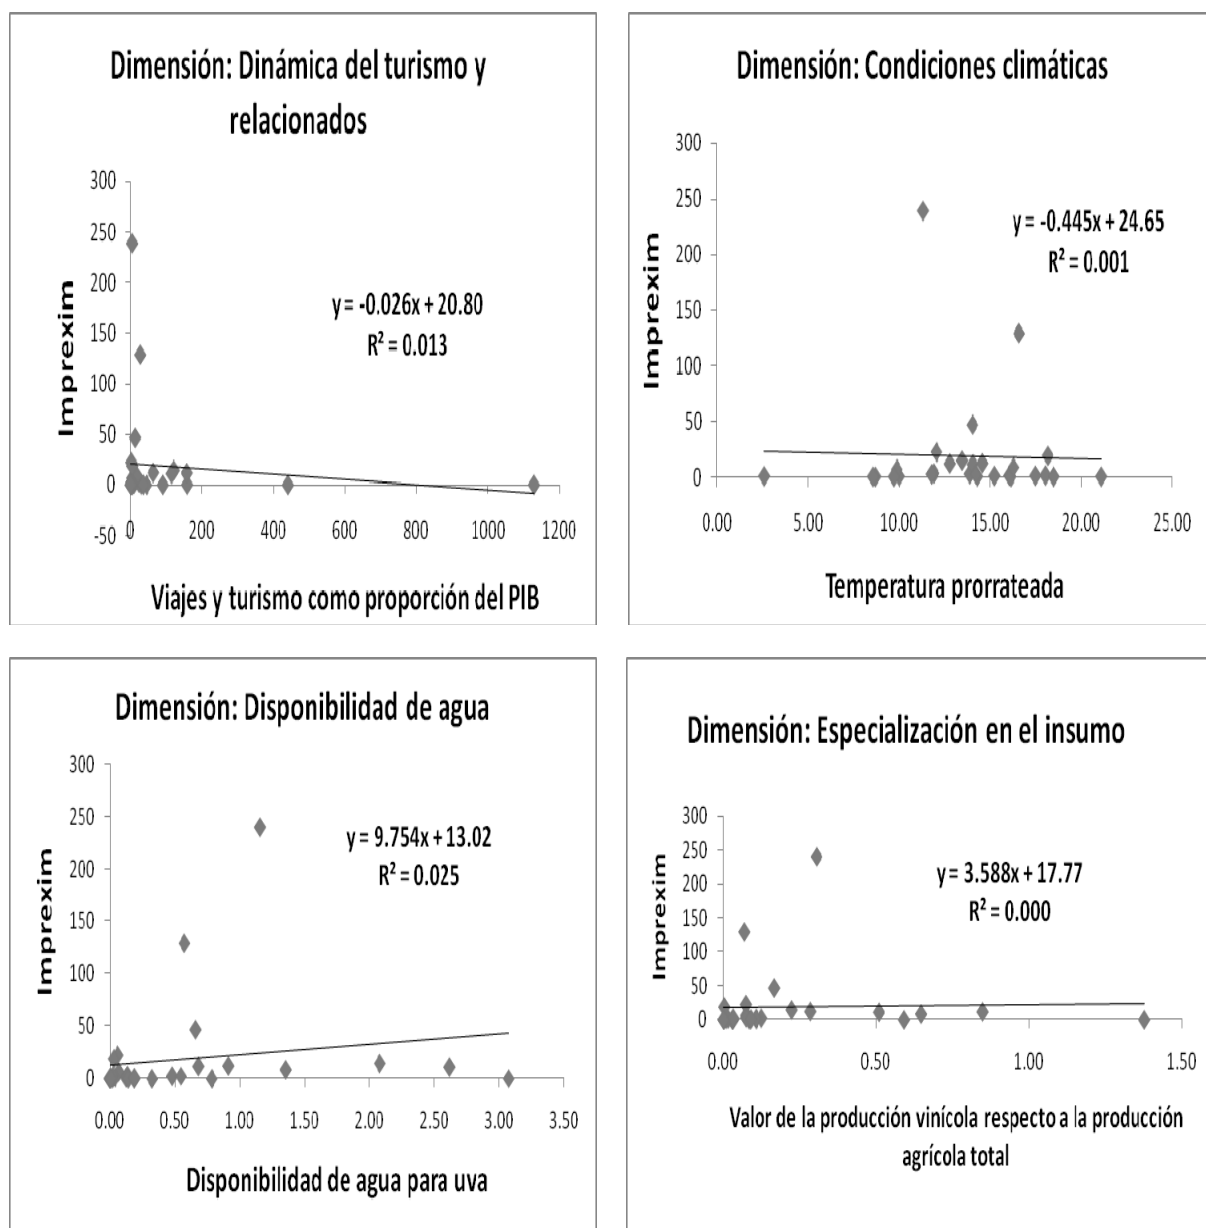 Dimensión: Dinámica del turismo y
relacionados
300
250
200
150
100
50
0
-50
0 200 400 600 800 1000 1200
Imprexim
y = -0.026x + 20.80
R² = 0.013
Viajes y turismo como proporción del PIB
Dimensión: Condiciones climáticas
300
250
200
150
100
50
0
0.00 5.00 10.00 15.00 20.00 25.00
Imprexim
y = -0.445x + 24.65
R² = 0.001
Temperatura prorrateada
Dimensión: Disponibilidad de agua
300
250
200
150
100
50
0
0.00 0.50 1.00 1.50 2.00 2.50 3.00 3.50
Imprexim
y = 9.754x + 13.02
R² = 0.025
Disponibilidad de agua para uva
Dimensión: Especialización en el insumo
300
250
200
150
100
50
0
0.00 0.50 1.00 1.50
Imprexim
y = 3.588x + 17.77
R² = 0.000
Valor de la producción vinícola respecto a la producción
agrícola total